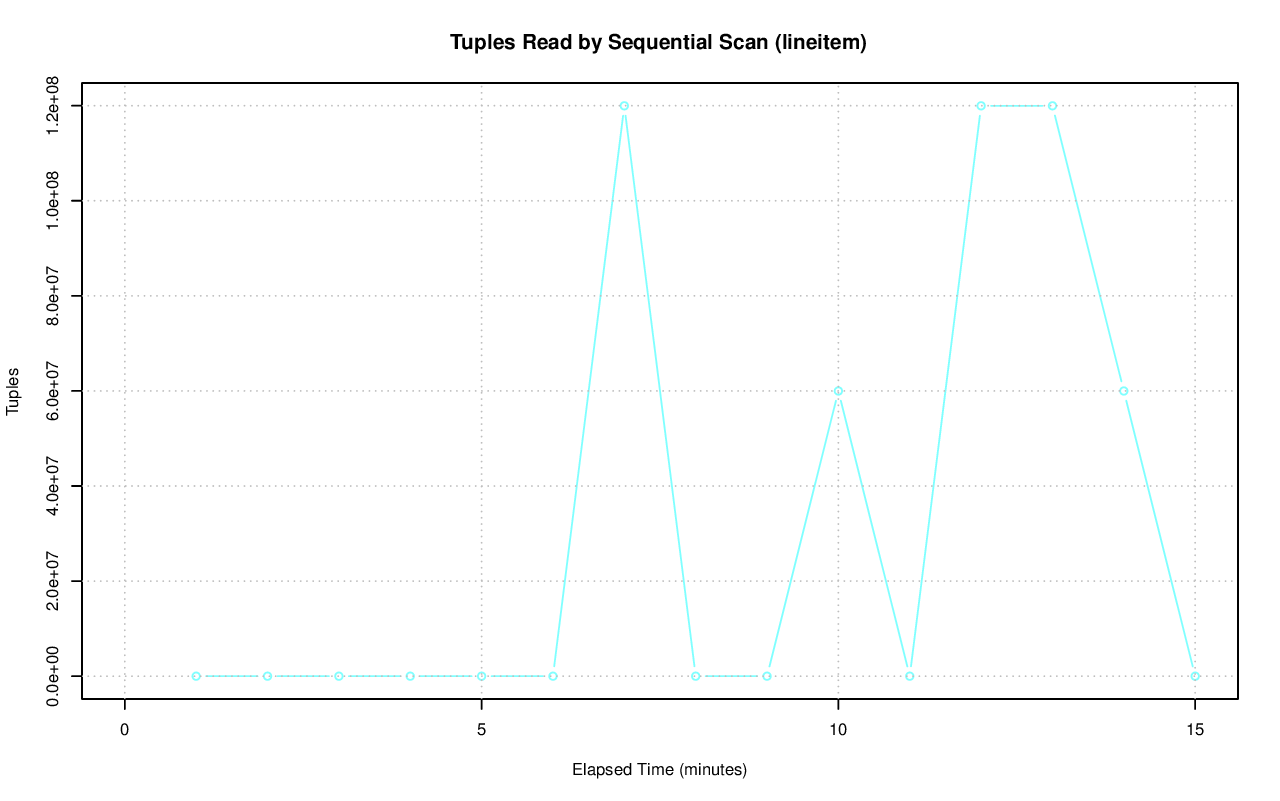 Tuples Read by Sequential Scan (lineitem)
1.2e+08
1.0e+08
8.0e+07
6.0e+07
4.0e+07
2.0e+07
0.0e+00
Tuples
0 5 10 15
Elapsed Time (minutes)